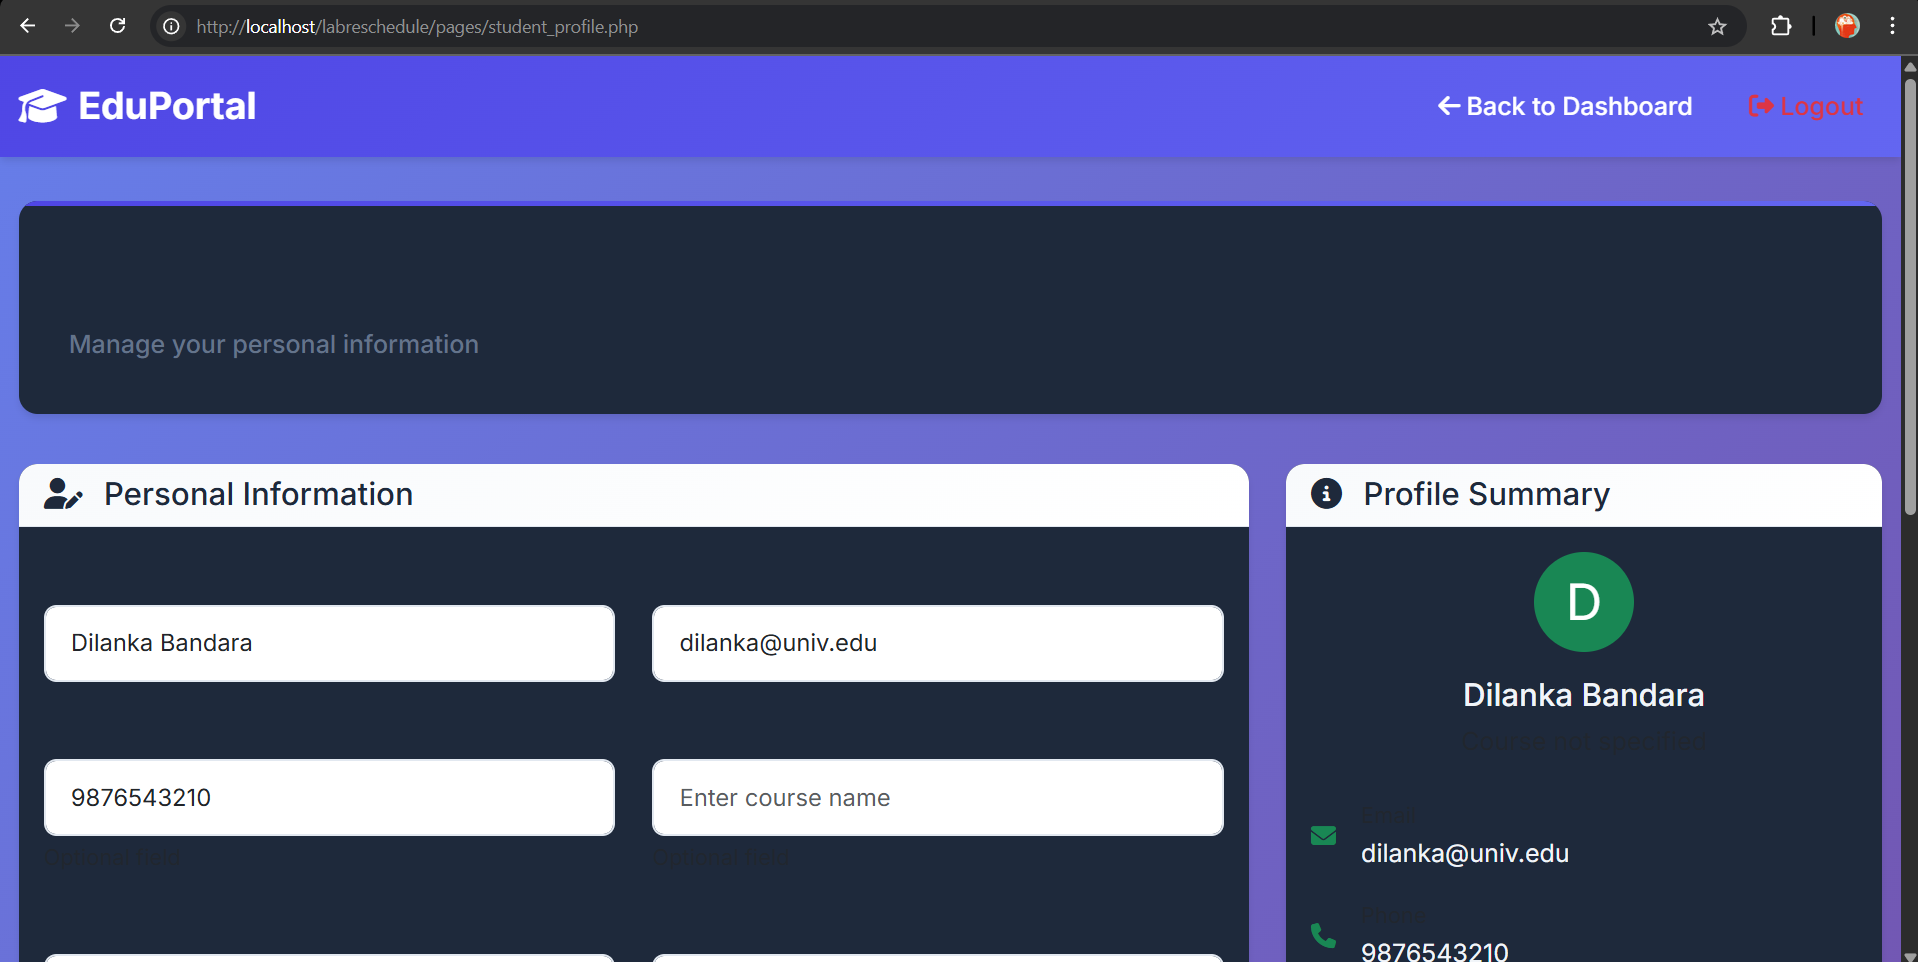 http://localhost/labreschedule/pages/student_profile.php
EduPortal
Back to Dashboard
Logout
Manage your personal information
Personal Information
Dilanka Bandara
dilanka@univ.edu
9876543210
Enter course name
Optional field
Optional field
Profile Summary
D
Dilanka Bandara
Course not specified
Email
dilanka@univ.edu
Phone
9876543210